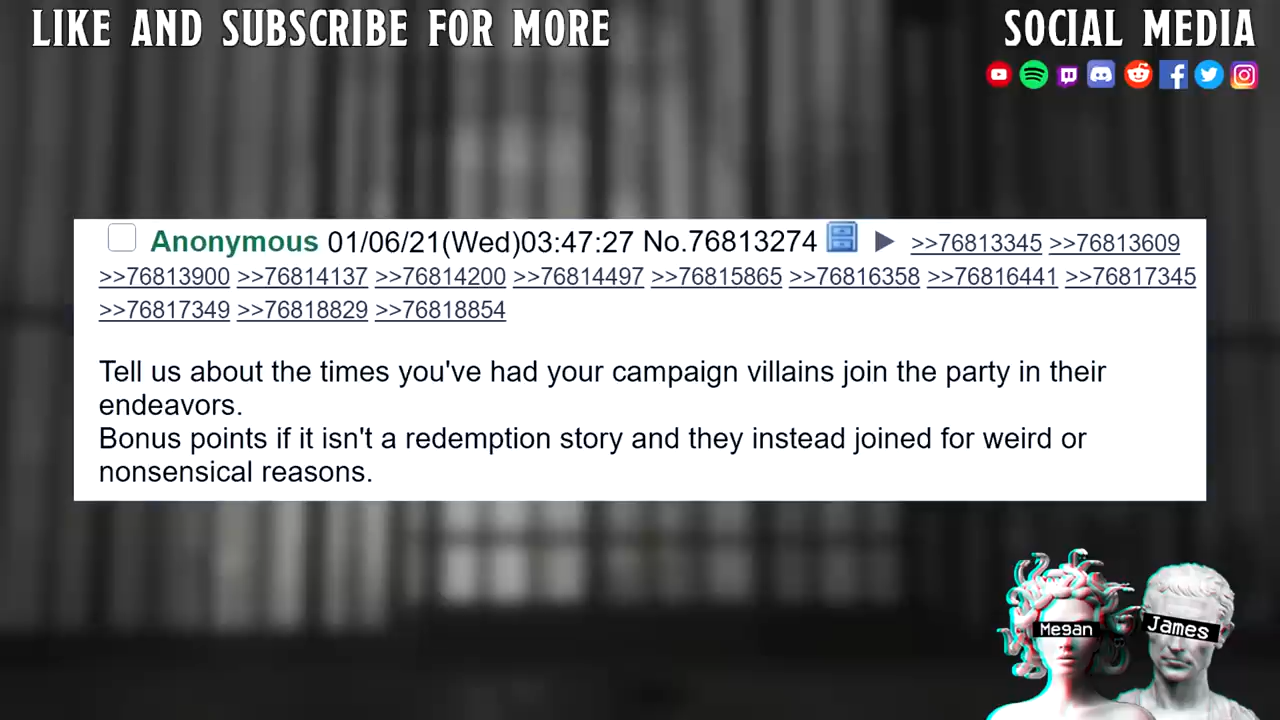 LIKE AND SUBSCRIBE FOR MORE
SOCIAL MEDIA
Anonymous 01/06/21(Wed)03:47:27 No.76813274 ▶ >>76813345 >>76813609
>>76813900 >>76814137 >>76814200 >>76814497 >>76815865 >>76816358 >>76816441 >>76817345
>>76817349 >>76818829 >>76818854
Tell us about the times you've had your campaign villains join the party in their
endeavors.
Bonus points if it isn't a redemption story and they instead joined for weird or
nonsensical reasons.
Megan
James